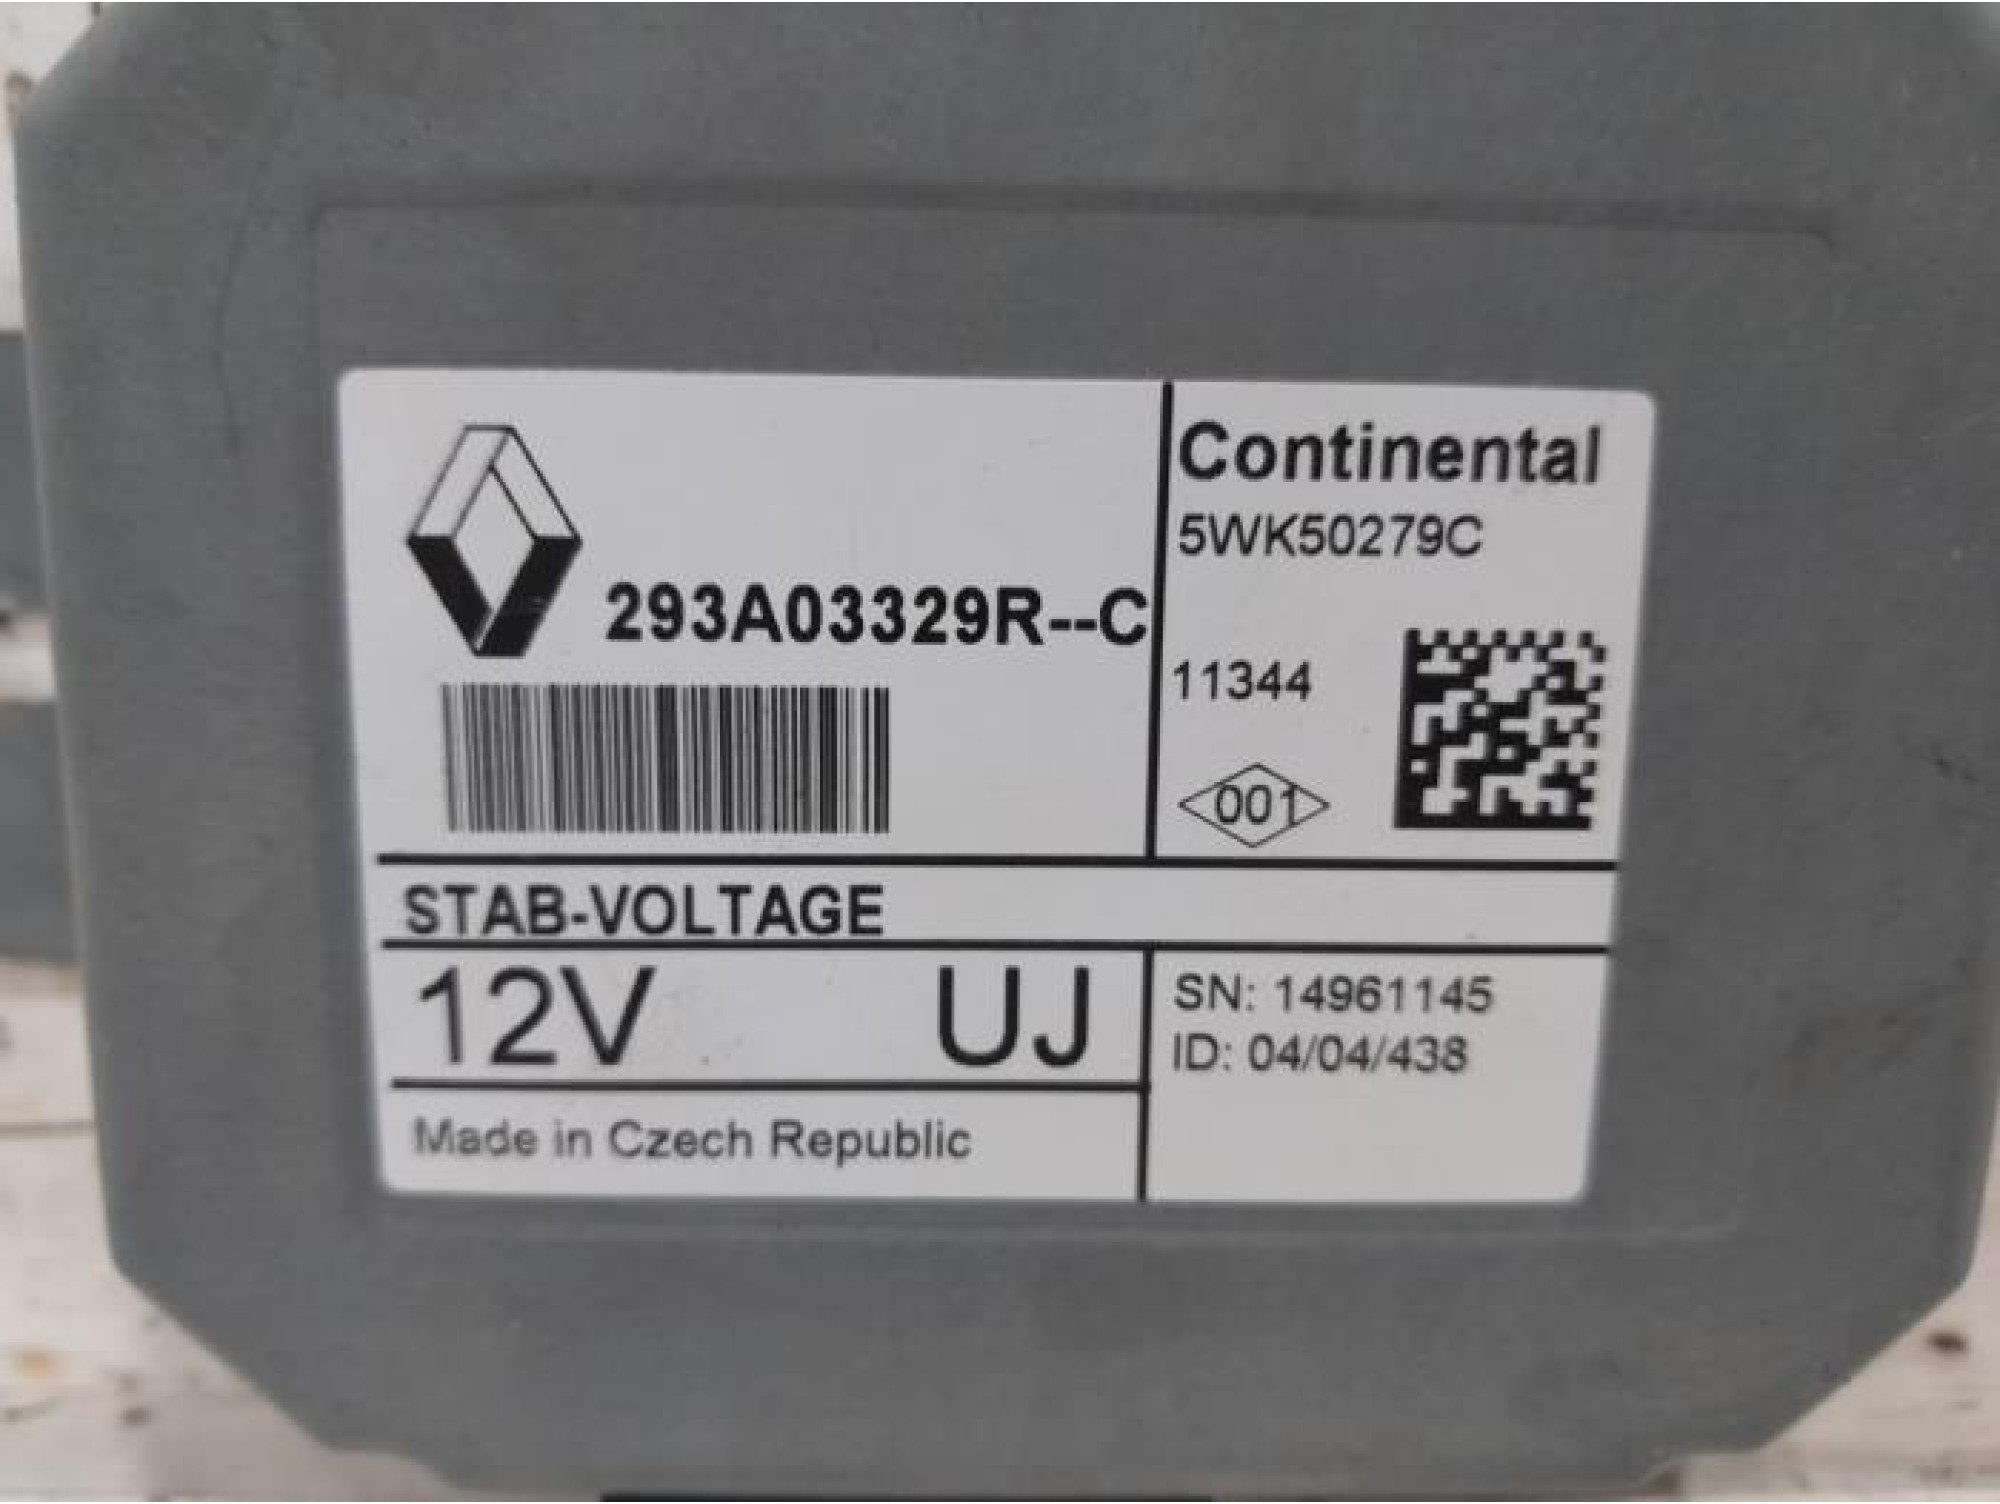 293A03329R--C
Continental
5WK50279C
11344
001
STAB-VOLTAGE
12V UJ
SN: 14961145
ID: 04/04/438
Made in Czech Republic